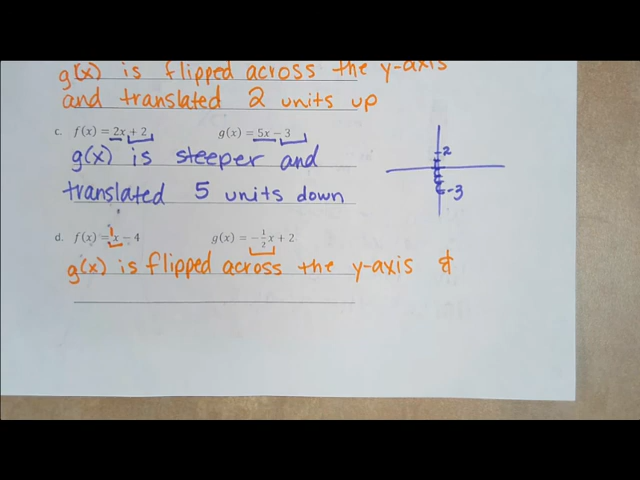 g(x) is flipped across the y-axis
and translated 2 units up
c. f(x) = 2x + 2 g(x) = 5x − 3
g(x) is steeper and
translated 5 units down
2
-3
1
d. f(x) = x − 4 g(x) = −1/2x + 2
g(x) is flipped across the y-axis &